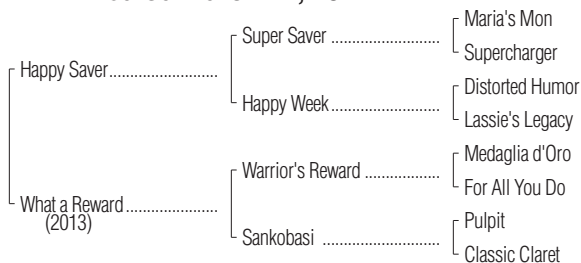 Maria's Mon
Super Saver
Supercharger
Happy Saver
Distorted Humor
Happy Week
Lassie's Legacy
Medaglia d'Oro
Warrior's Reward
For All You Do
What a Reward
(2013)
Pulpit
Sankobasi
Classic Claret